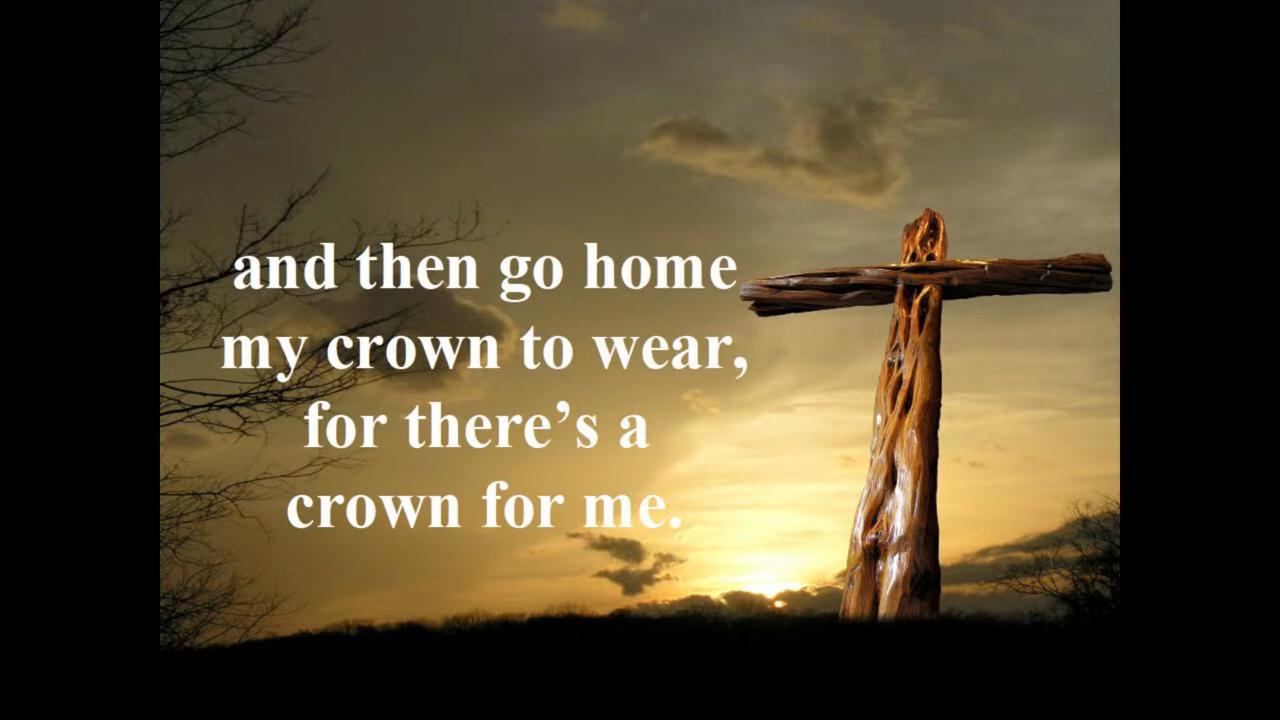 and then go home
my crown to wear,
for there’s a
crown for me.